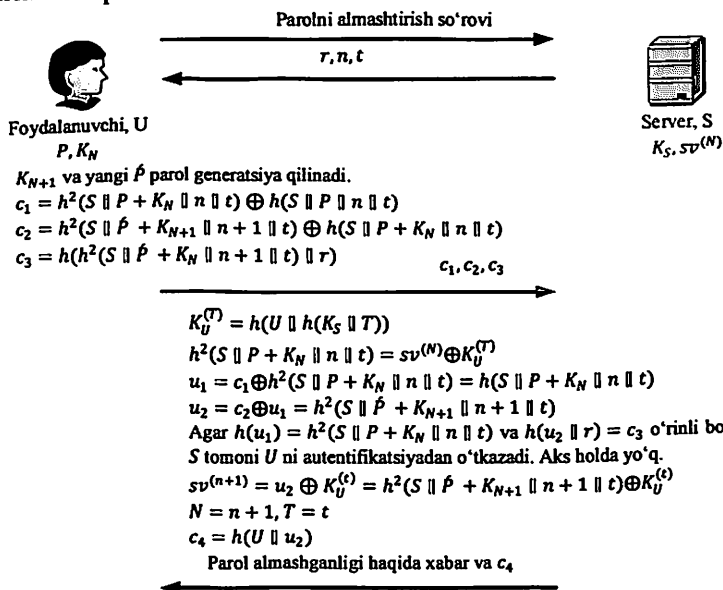 Parolni almashtirish so‘rovi
r, n, t
Foydalanuvchi, U
P, K_N
Server, S
K_S, sv^(N)
K_{N+1} va yangi Ṕ parol generatsiya qilinadi.
c_1 = h^2(S ‖ P + K_N ‖ n ‖ t) ⊕ h(S ‖ P ‖ n ‖ t)
c_2 = h^2(S ‖ Ṕ + K_{N+1} ‖ n + 1 ‖ t) ⊕ h(S ‖ P + K_N ‖ n ‖ t)
c_3 = h(h^2(S ‖ Ṕ + K_N ‖ n + 1 ‖ t) ‖ r)
c_1, c_2, c_3
K_U^(T) = h(U ‖ h(K_S ‖ T))
h^2(S ‖ P + K_N ‖ n ‖ t) = sv^(N)⊕K_U^(T)
u_1 = c_1⊕h^2(S ‖ P + K_N ‖ n ‖ t) = h(S ‖ P + K_N ‖ n ‖ t)
u_2 = c_2⊕u_1 = h^2(S ‖ Ṕ + K_{N+1} ‖ n + 1 ‖ t)
Agar h(u_1) = h^2(S ‖ P + K_N ‖ n ‖ t) va h(u_2 ‖ r) = c_3 o‘rinli bo
S tomoni U ni autentifikatsiyadan o‘tkazadi. Aks holda yo‘q.
sv^(n+1) = u_2 ⊕ K_U^(t) = h^2(S ‖ Ṕ + K_{N+1} ‖ n + 1 ‖ t)⊕K_U^(t)
N = n + 1, T = t
c_4 = h(U ‖ u_2)
Parol almashganligi haqida xabar va c_4